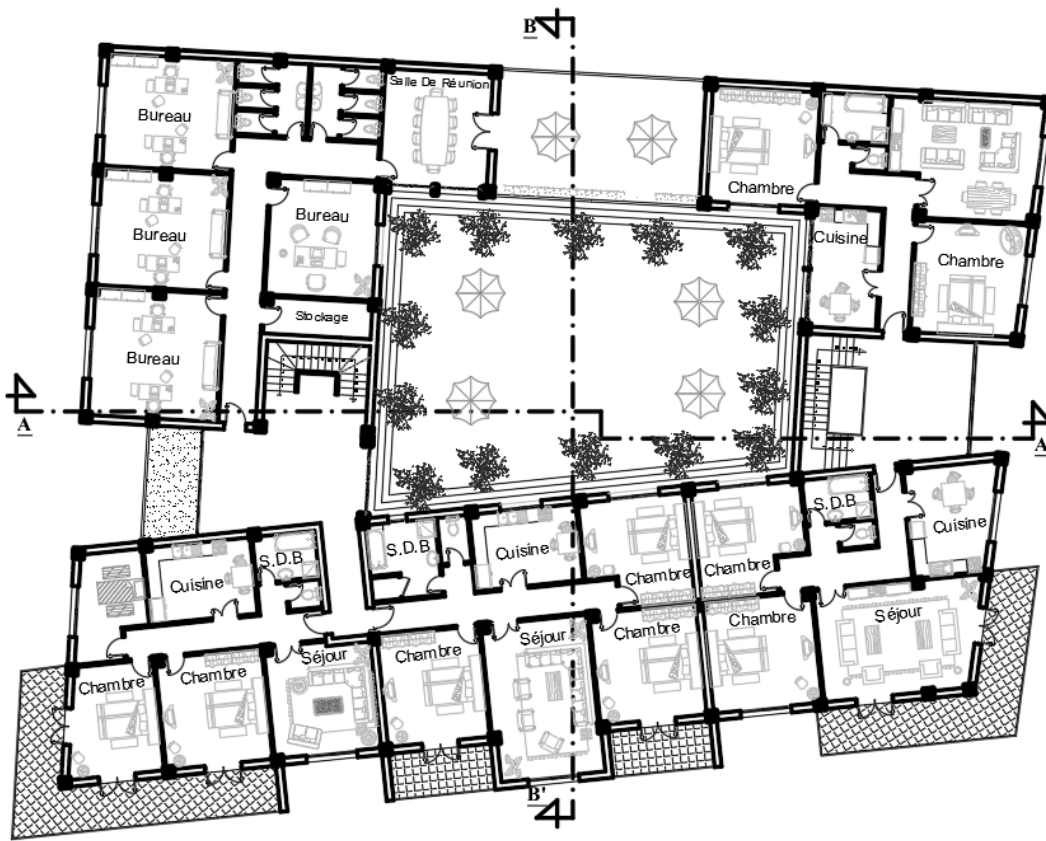 B
Salle De Réunion
Bureau
Chambre
Bureau
Bureau
Cuisine
Chambre
Stockage
Bureau
A
A
S.D.B
S.D.B
Cuisine
S.D.B
Cuisine
Cuisine
Chambre
Chambre
Séjour
Chambre
Chambre
Séjour
Chambre
Séjour
Chambre
Chambre
B'